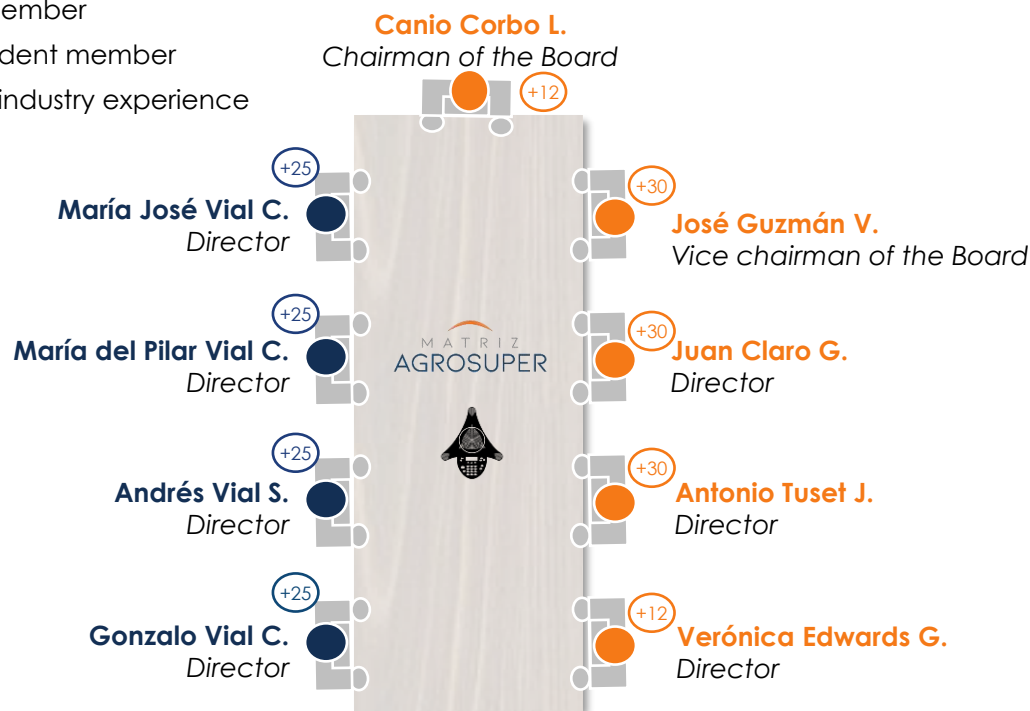 ember
dent member
industry experience
Canio Corbo L.
Chairman of the Board
+12
+25
María José Vial C.
Director
+30
José Guzmán V.
Vice chairman of the Board
+25
María del Pilar Vial C.
Director
MATRIZ
AGROSUPER
+30
Juan Claro G.
Director
+25
Andrés Vial S.
Director
+30
Antonio Tuset J.
Director
+25
Gonzalo Vial C.
Director
+12
Verónica Edwards G.
Director